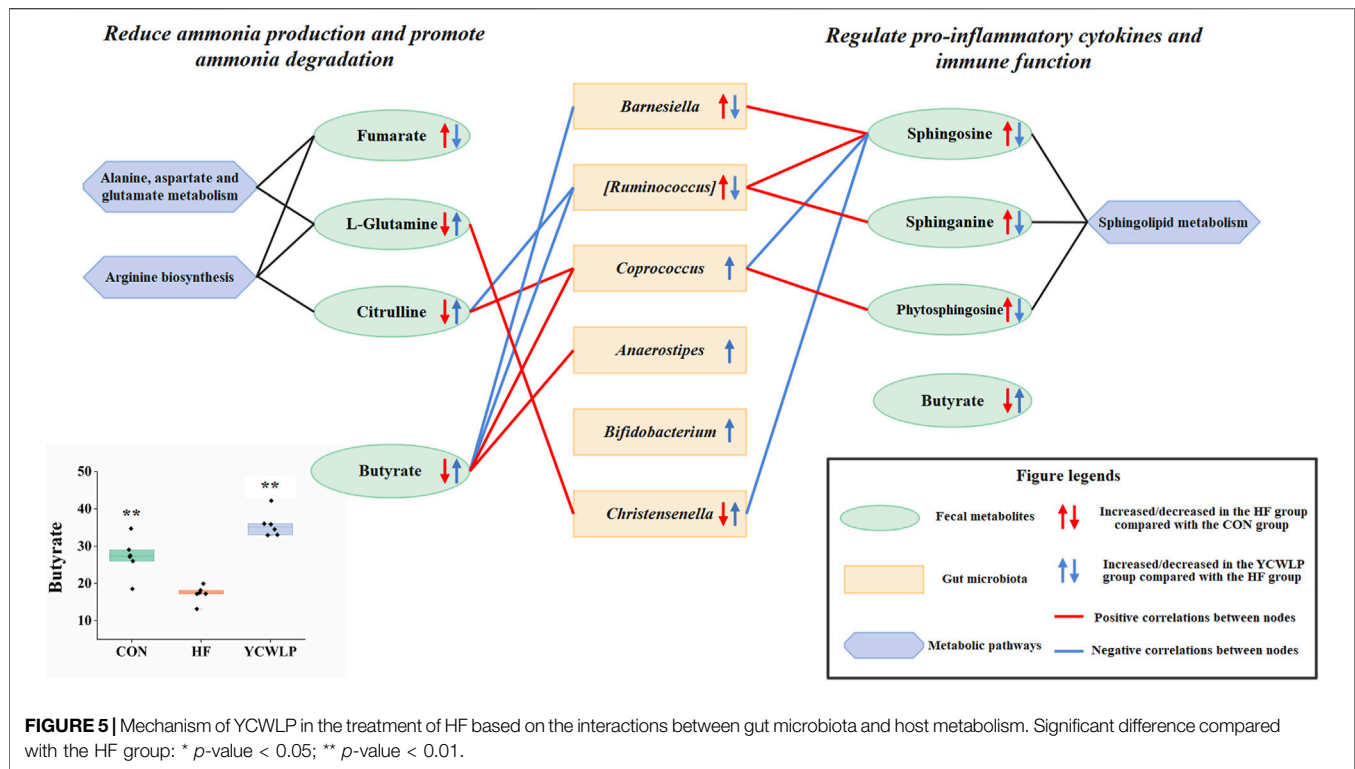 Reduce ammonia production and promote
ammonia degradation
Regulate pro-inflammatory cytokines and
immune function
Alanine, aspartate and
glutamate metabolism
Arginine biosynthesis
Fumarate
L-Glutamine
Citrulline
Butyrate
Barnesiella
[Ruminococcus]
Coprococcus
Anaerostipes
Bifidobacterium
Christensenella
Sphingosine
Sphinganine
Phytosphingosine
Butyrate
Sphingolipid metabolism
Butyrate
50
40
30
20
10
**
**
CON
HF
YCWLP
Figure legends
Fecal metabolites
Increased/decreased in the HF group
compared with the CON group
Gut microbiota
Increased/decreased in the YCWLP
group compared with the HF group
Positive correlations between nodes
Metabolic pathways
Negative correlations between nodes
FIGURE 5 | Mechanism of YCWLP in the treatment of HF based on the interactions between gut microbiota and host metabolism. Significant difference compared
with the HF group: * p-value < 0.05; ** p-value < 0.01.